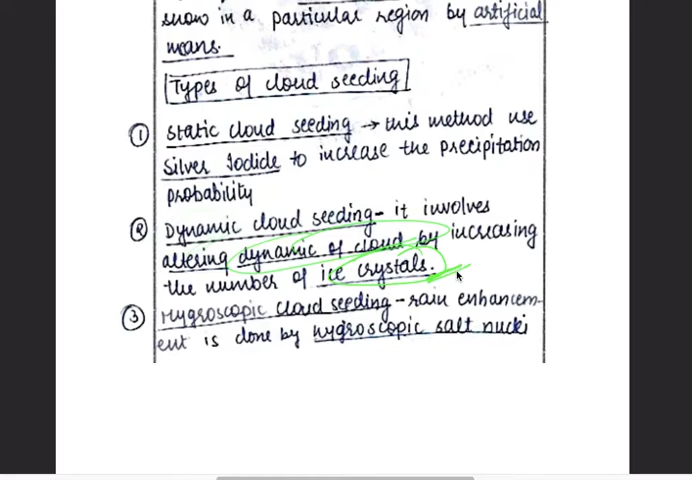 snow in a particular region by artificial
means.
Types of cloud seeding
① Static cloud seeding → this method use
Silver Iodide to increase the precipitation
probability
② Dynamic cloud seeding - it involves
altering dynamic of cloud by increasing
the number of ice crystals.
③ Hygroscopic cloud seeding - rain enhancem-
ent is done by hygroscopic salt nucki